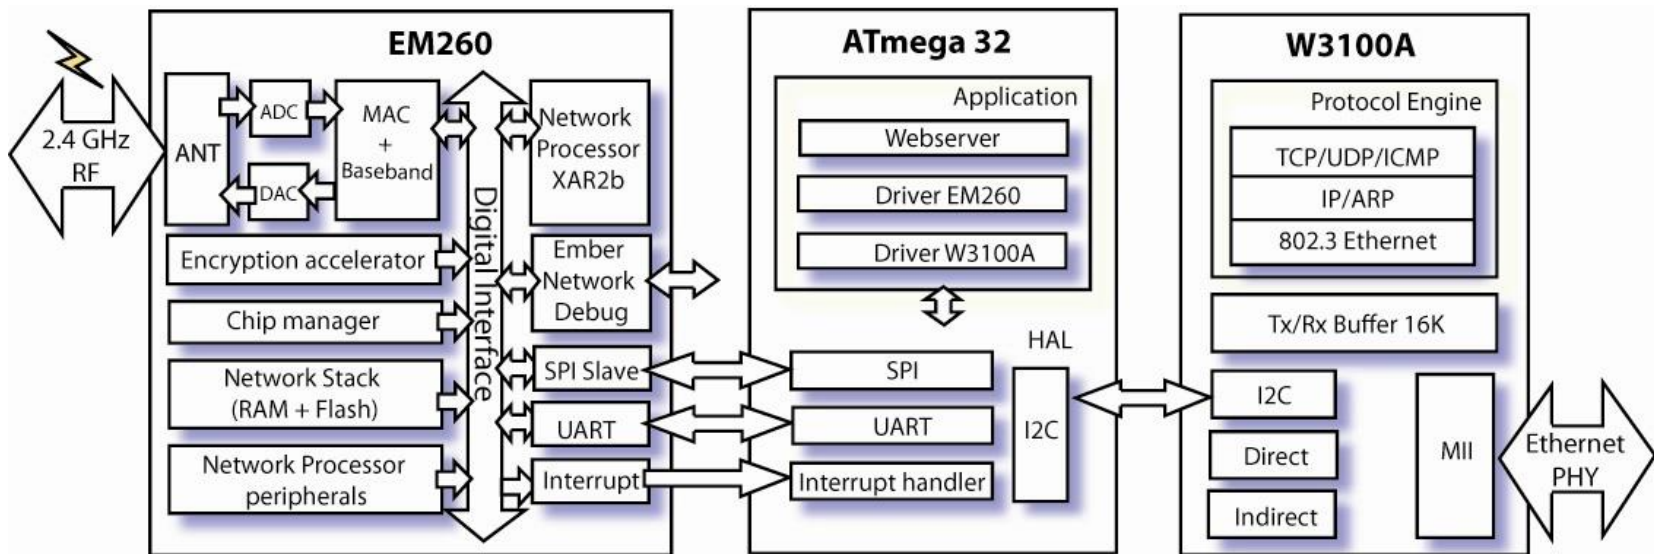 EM260
2.4 GHz
RF
ANT
ADC
DAC
MAC
+
Baseband
Digital Interface
Network
Processor
XAR2b
Encryption accelerator
Chip manager
Network Stack
(RAM + Flash)
Network Processor
peripherals
Ember
Network
Debug
SPI Slave
UART
Interrupt
ATmega 32
Application
Webserver
Driver EM260
Driver W3100A
HAL
SPI
UART
Interrupt handler
I2C
W3100A
Protocol Engine
TCP/UDP/ICMP
IP/ARP
802.3 Ethernet
Tx/Rx Buffer 16K
I2C
Direct
Indirect
MII
Ethernet
PHY